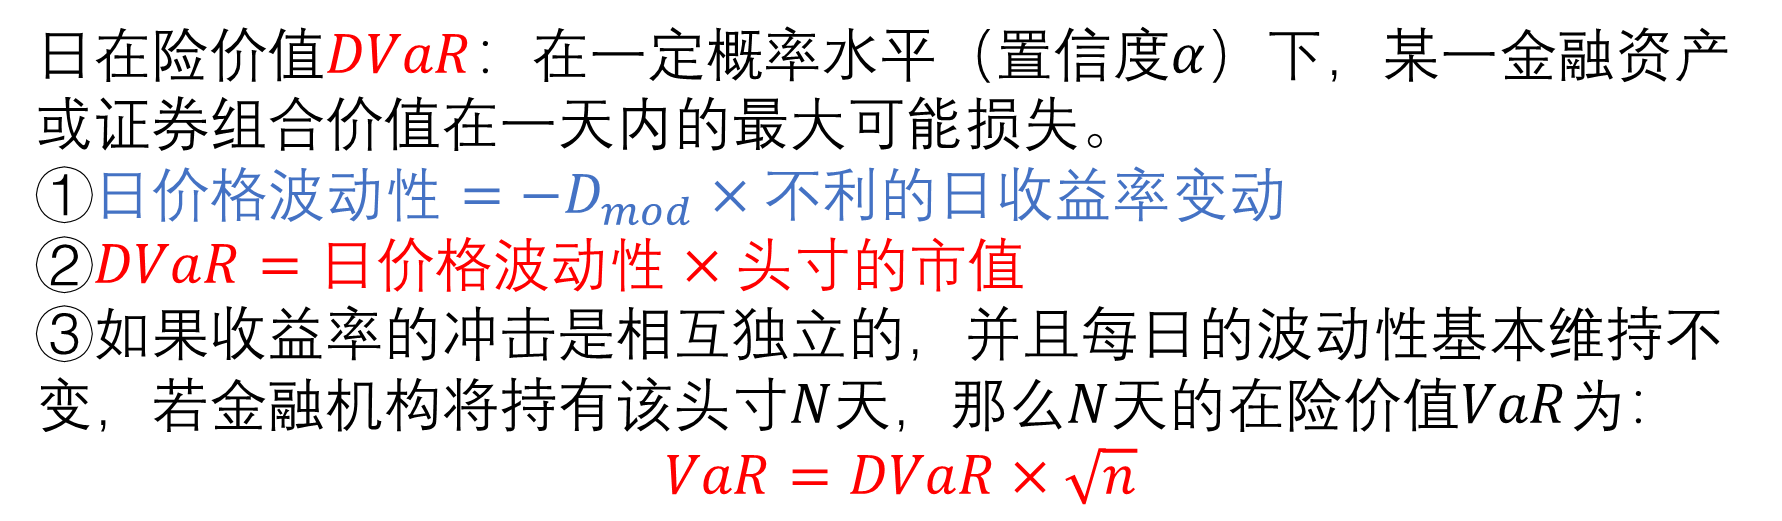 日在险价值DVaR：在一定概率水平（置信度α）下，某一金融资产
或证券组合价值在一天内的最大可能损失。
①日价格波动性 = −D_mod × 不利的日收益率变动
②DVaR = 日价格波动性 × 头寸的市值
③如果收益率的冲击是相互独立的，并且每日的波动性基本维持不
变，若金融机构将持有该头寸N天，那么N天的在险价值VaR为：
VaR = DVaR × √n